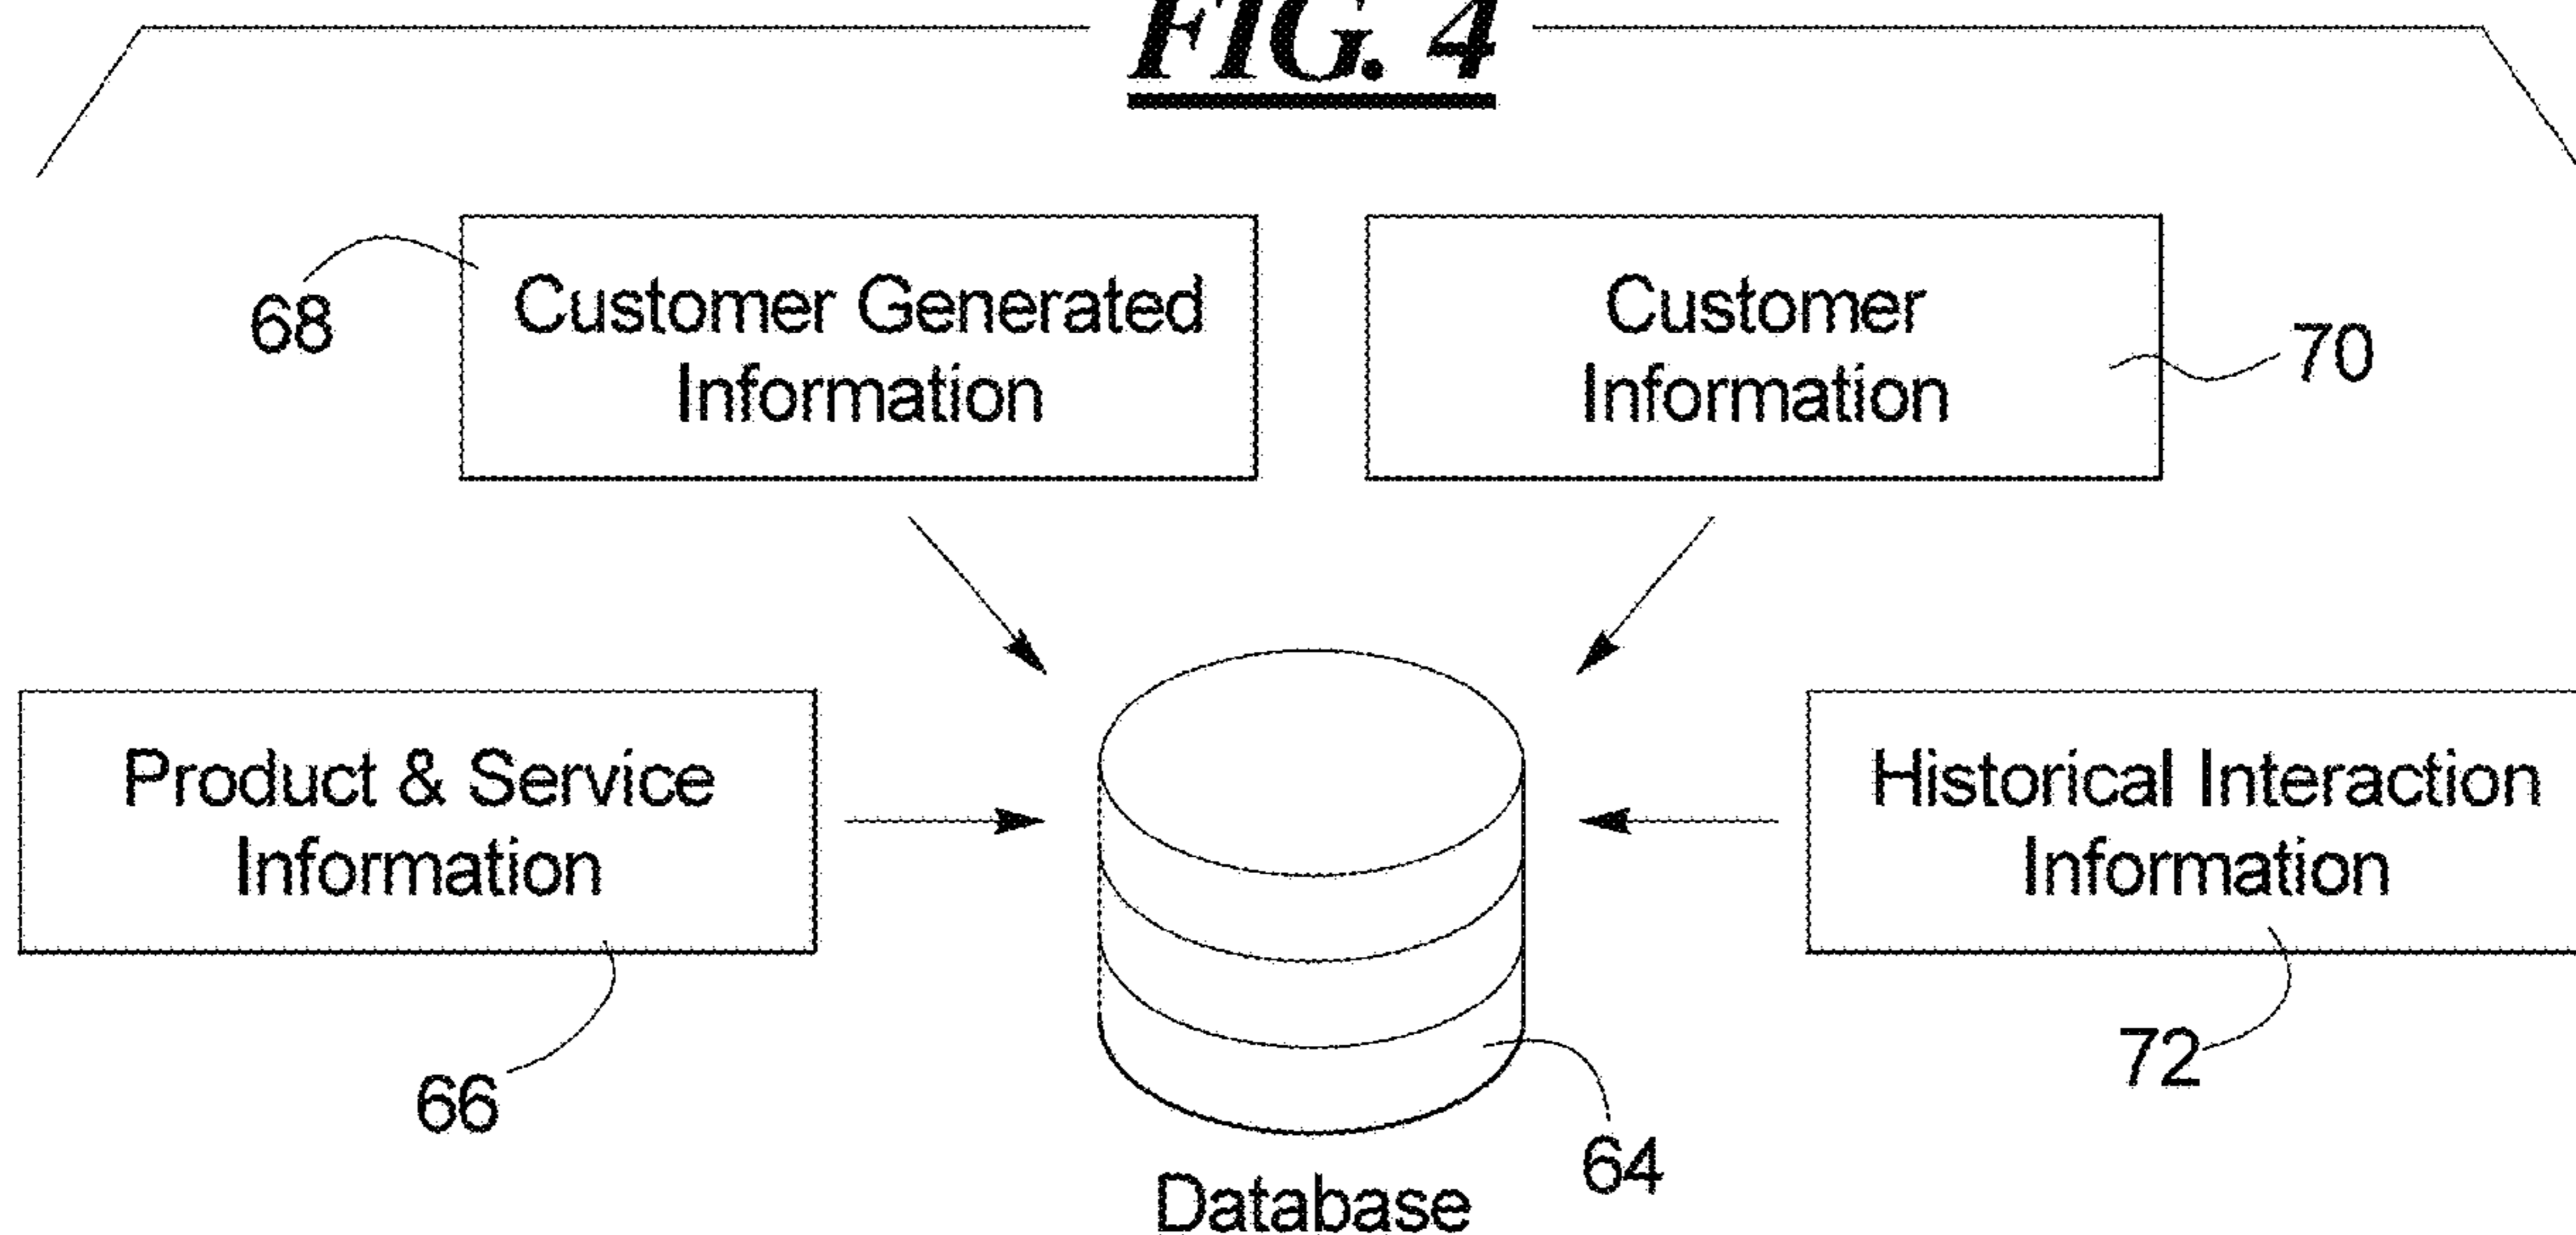 FIG. 4
68
Customer Generated
Information
Customer
Information
70
Product & Service
Information
66
Historical Interaction
Information
72
64
Database